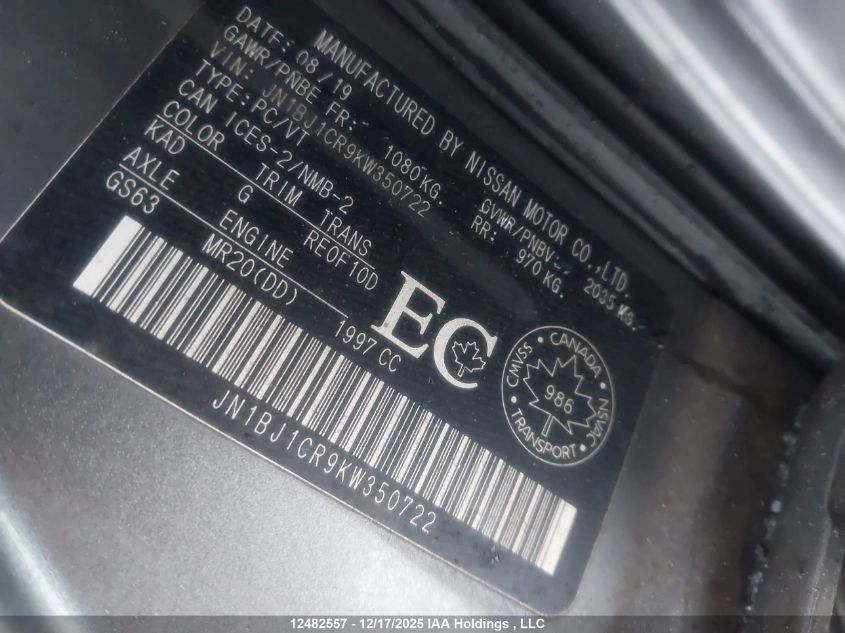 MANUFACTURED BY NISSAN MOTOR CO.,LTD.
DATE: 08/19 GVWR/PNBV: 2035 KG.
GAWR/PNBE FR: 1080KG. RR: 970 KG.
VIN: JN1BJ1CR9KW350722
TYPE: PC/VT
CAN ICES-2/NMB-2
COLOR TRIM TRANS
KAD G RE0F10D
AXLE ENGINE
GS63 MR20(DD) 1997 CC
EC
CANADA
CMVSS NSVAC
986
TRANSPORT
JN1BJ1CR9KW350722
12482557 - 12/17/2025 IAA Holdings , LLC